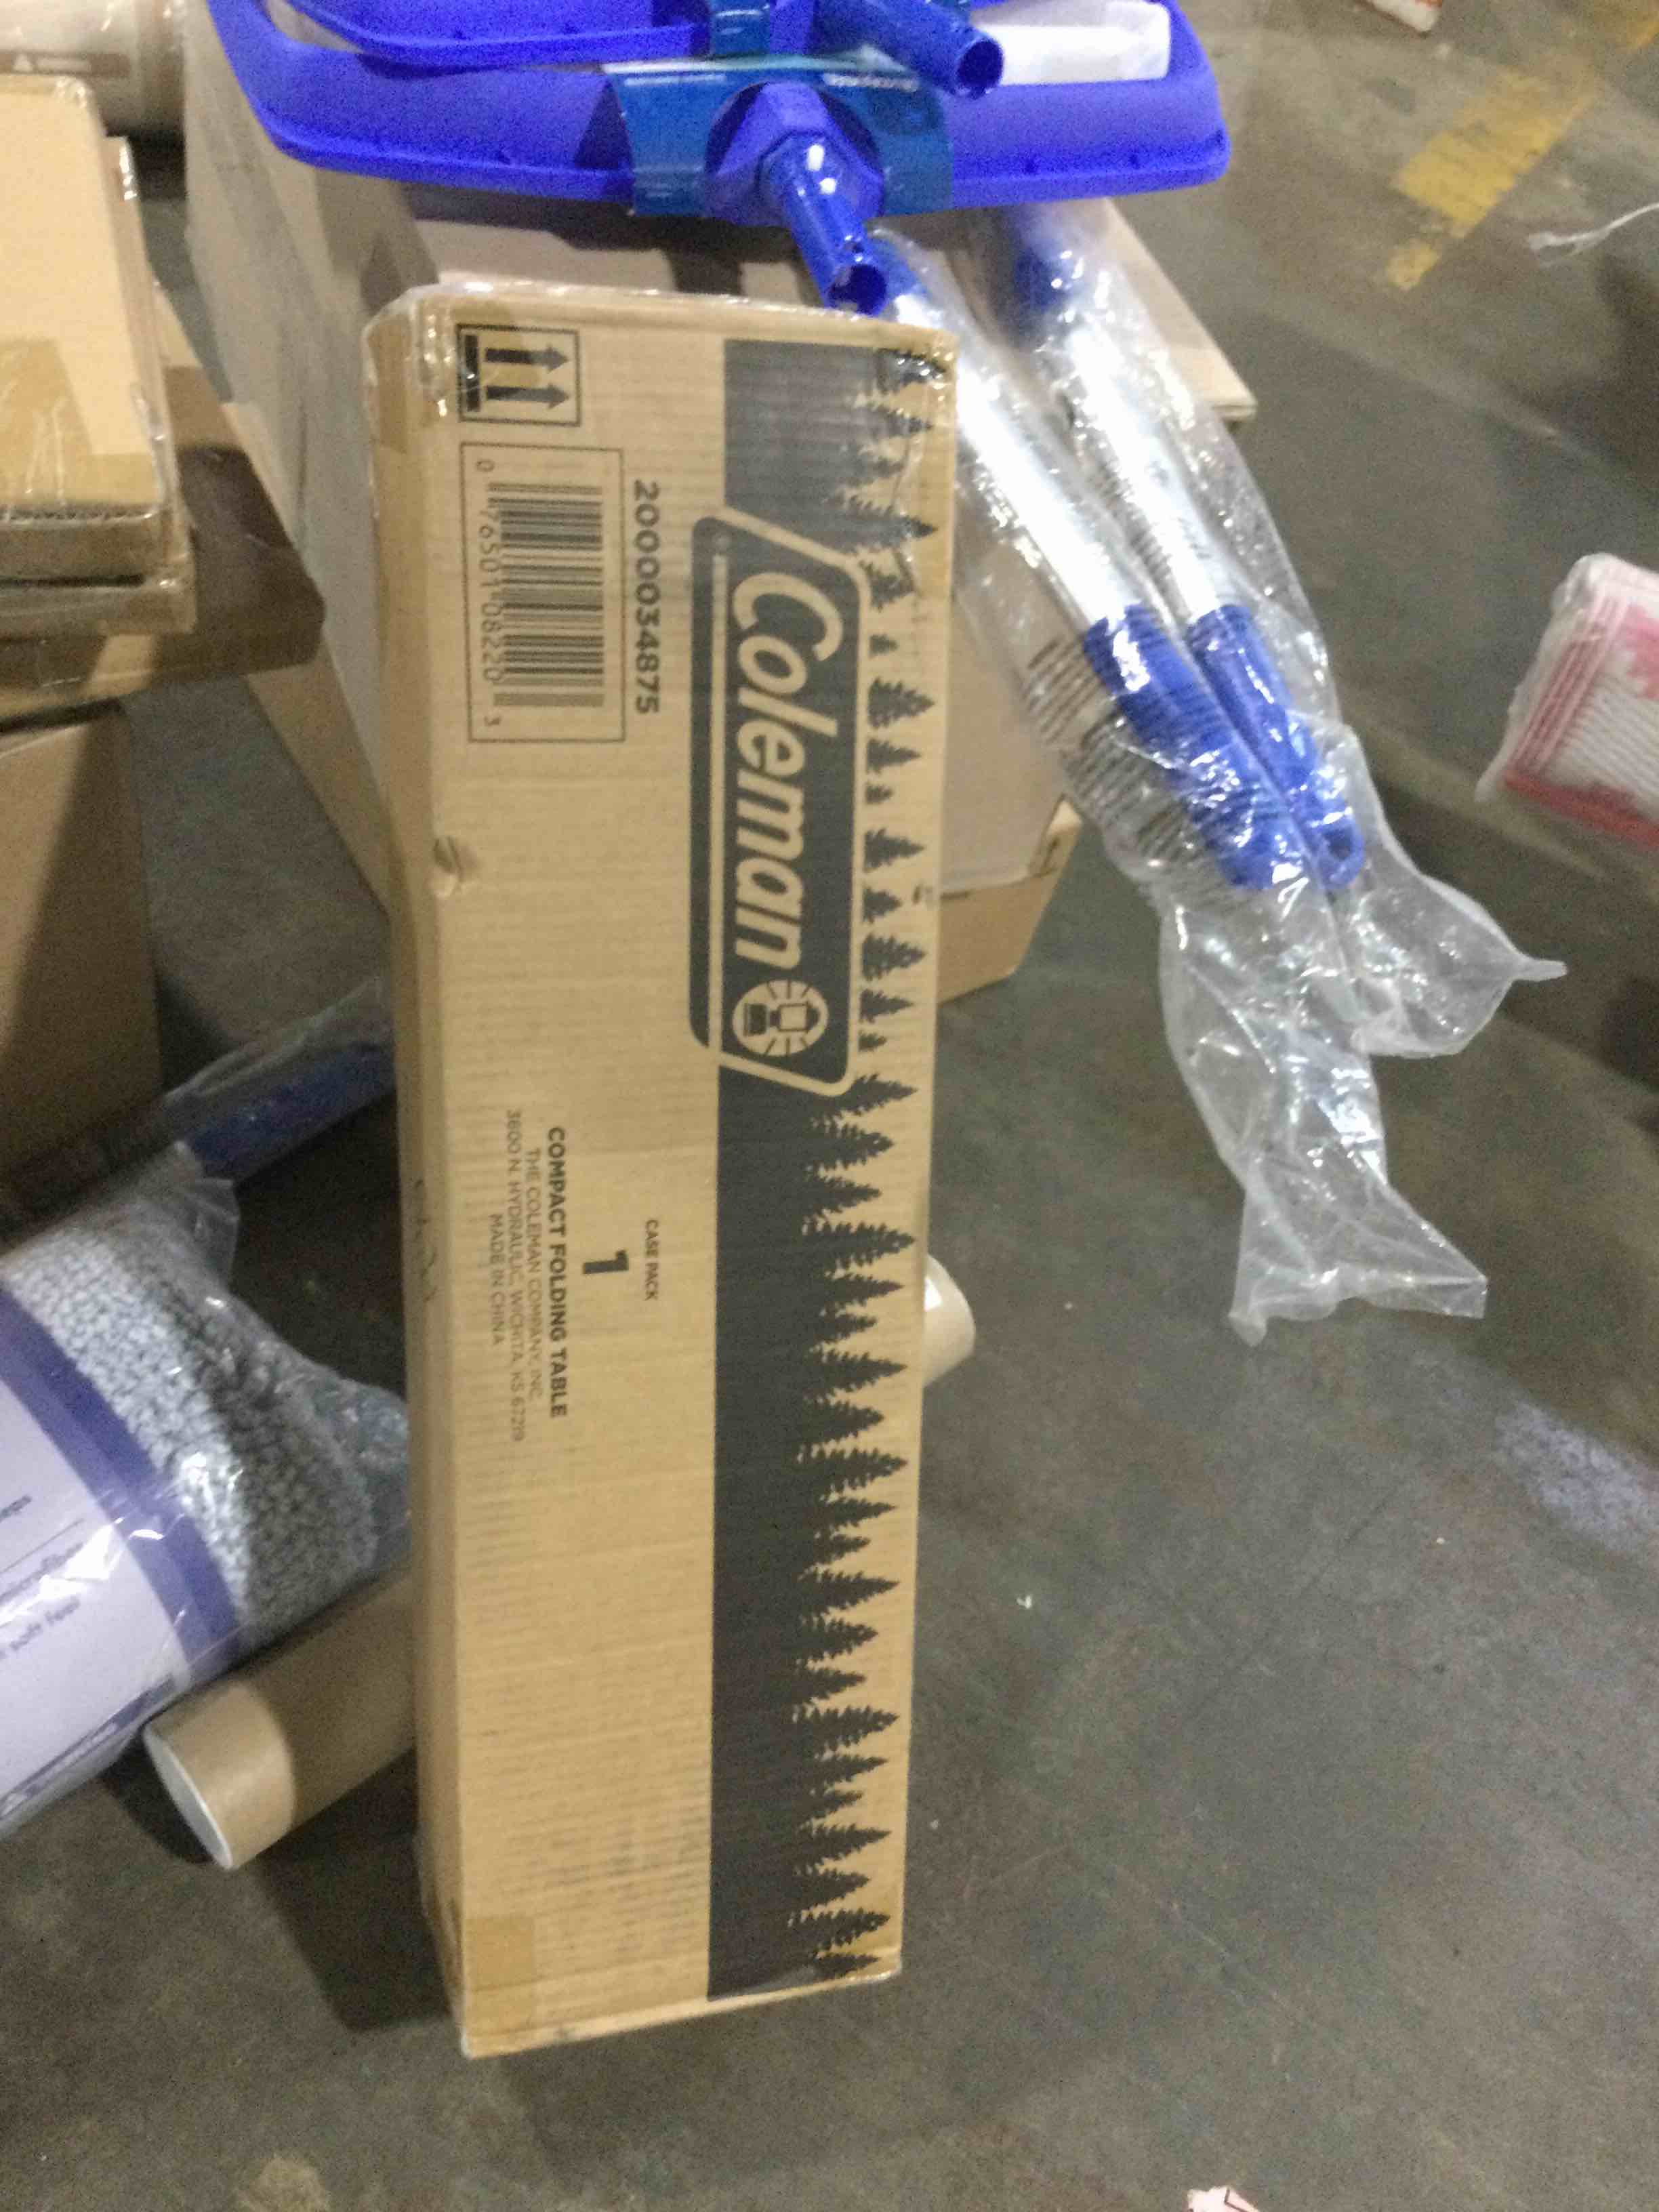 Coleman
2000034875
0 76501 08220 3
CASE PACK
1
COMPACT FOLDING TABLE
THE COLEMAN COMPANY, INC.
3600 N. HYDRAULIC, WICHITA, KS 67219
MADE IN CHINA